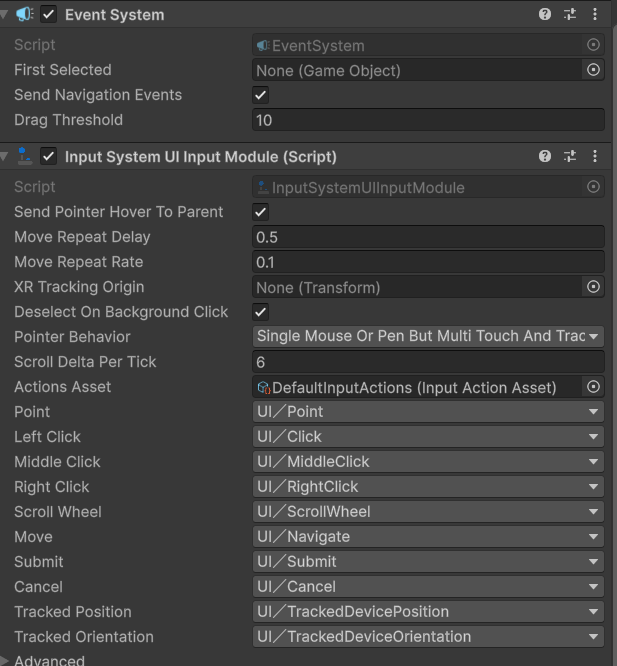 Event System
Script EventSystem
First Selected None (Game Object)
Send Navigation Events
Drag Threshold 10
Input System UI Input Module (Script)
Script InputSystemUIInputModule
Send Pointer Hover To Parent
Move Repeat Delay 0.5
Move Repeat Rate 0.1
XR Tracking Origin None (Transform)
Deselect On Background Click
Pointer Behavior Single Mouse Or Pen But Multi Touch And Trac
Scroll Delta Per Tick 6
Actions Asset DefaultInputActions (Input Action Asset)
Point UI/Point
Left Click UI/Click
Middle Click UI/MiddleClick
Right Click UI/RightClick
Scroll Wheel UI/ScrollWheel
Move UI/Navigate
Submit UI/Submit
Cancel UI/Cancel
Tracked Position UI/TrackedDevicePosition
Tracked Orientation UI/TrackedDeviceOrientation
Advanced